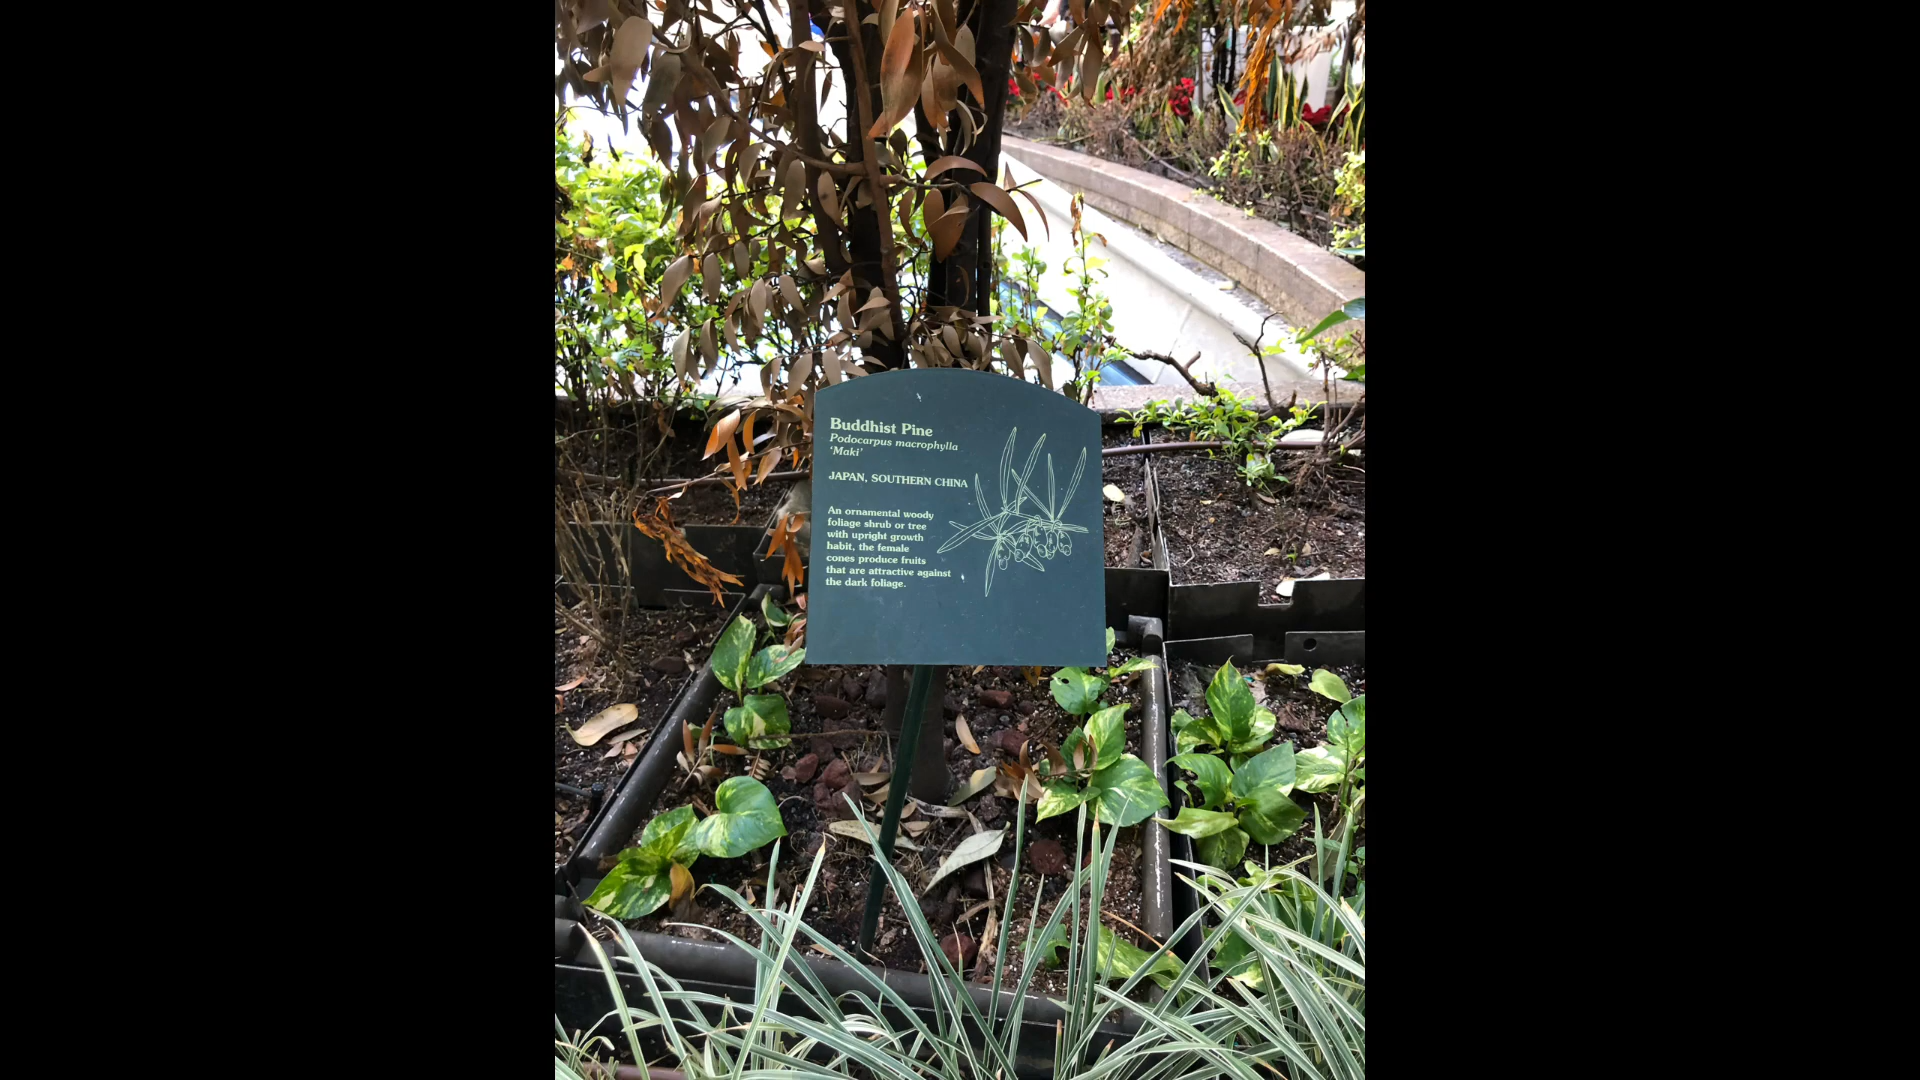 Buddhist Pine
Podocarpus macrophylla
‘Maki’
JAPAN, SOUTHERN CHINA
An ornamental woody
foliage shrub or tree
with upright growth
habit, the female
cones produce fruits
that are attractive against
the dark foliage.